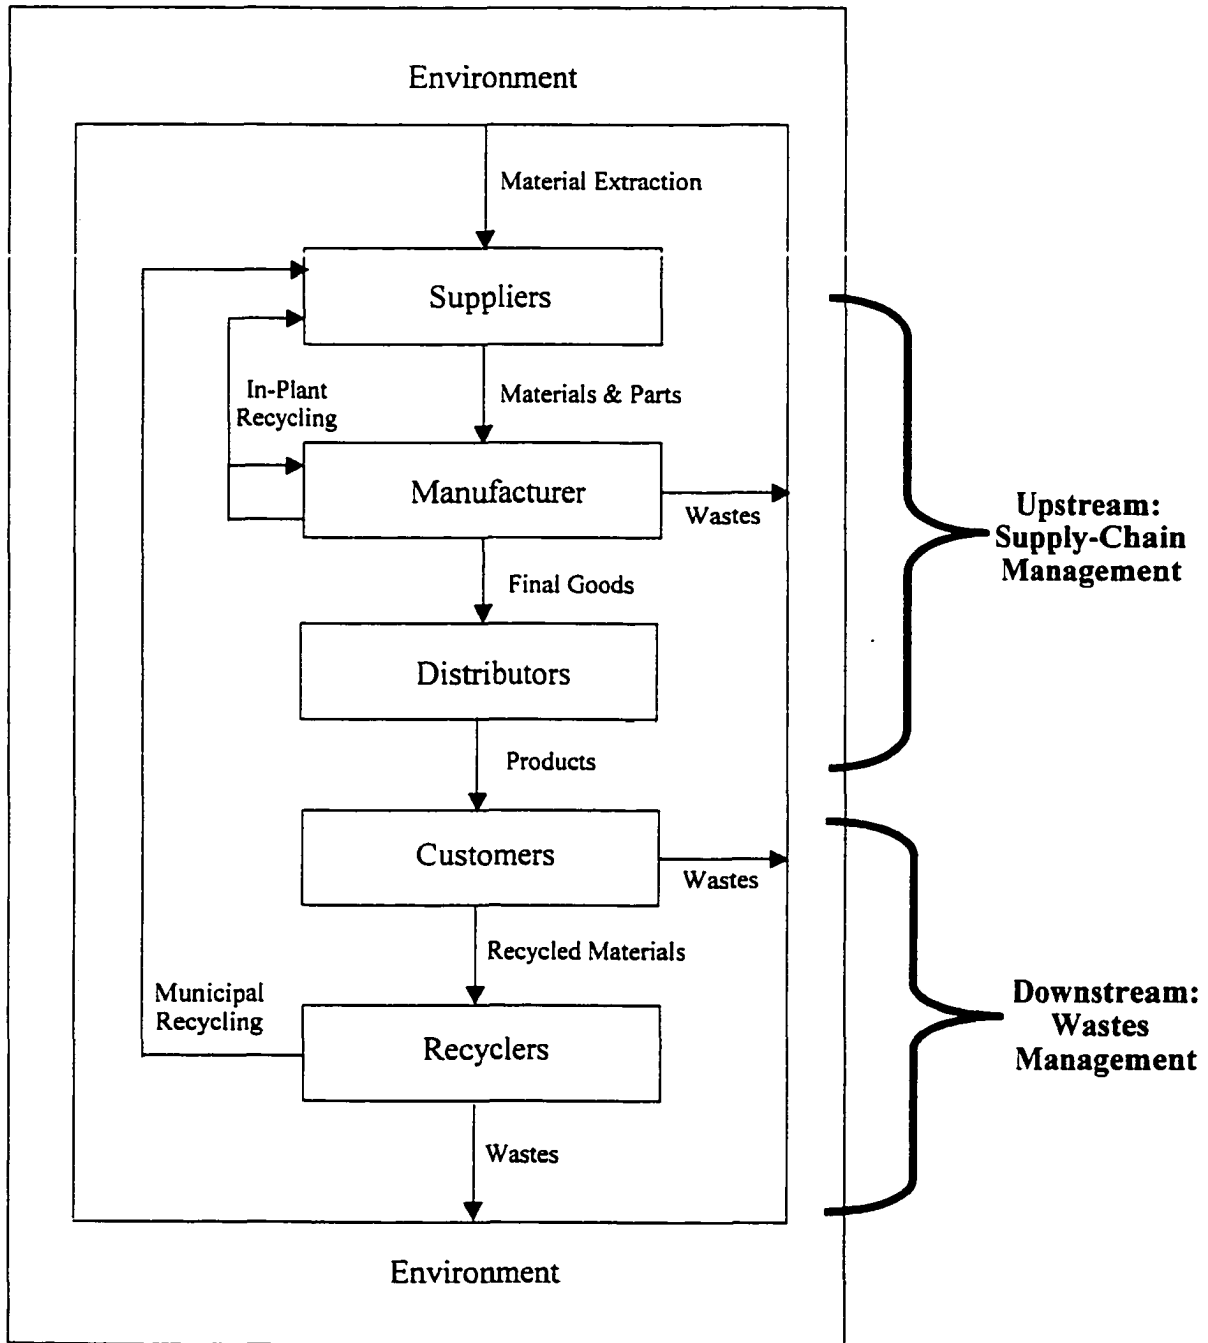 Environment
Material Extraction
Suppliers
In-Plant
Recycling
Materials & Parts
Manufacturer
Wastes
Upstream:
Supply-Chain
Management
Final Goods
Distributors
Products
Customers
Wastes
Recycled Materials
Municipal
Recycling
Downstream:
Wastes
Management
Recyclers
Wastes
Environment